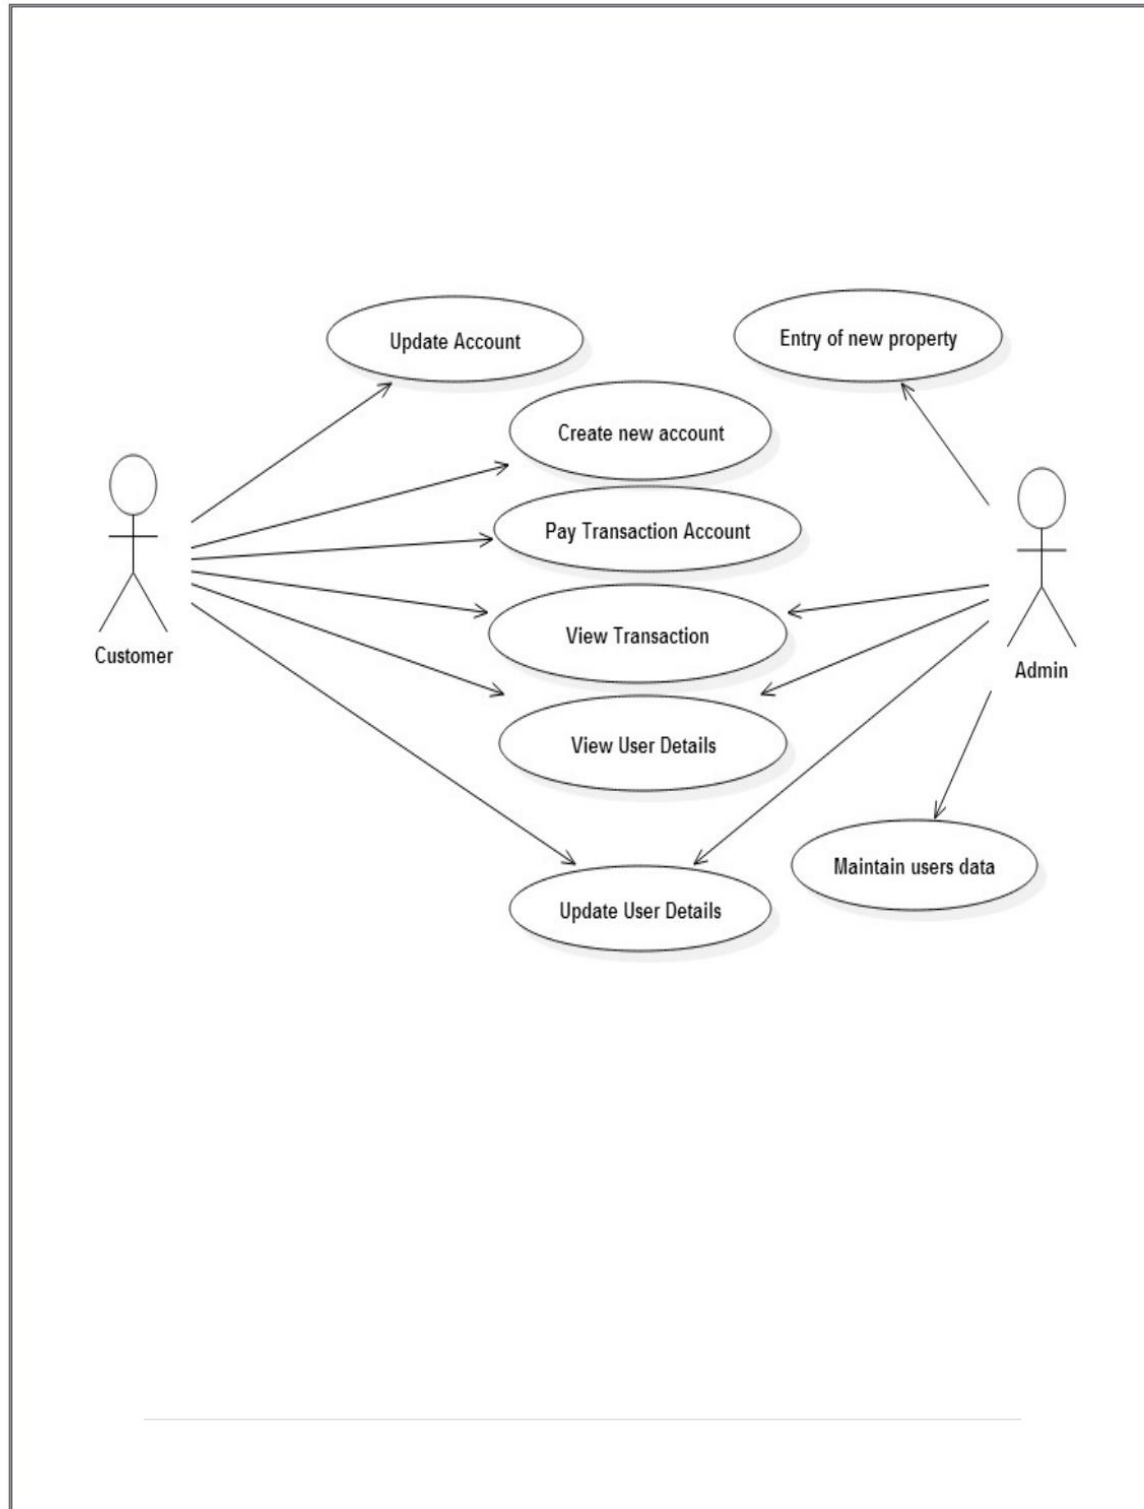 Update Account
Entry of new property
Create new account
Pay Transaction Account
View Transaction
Customer
Admin
View User Details
Maintain users data
Update User Details